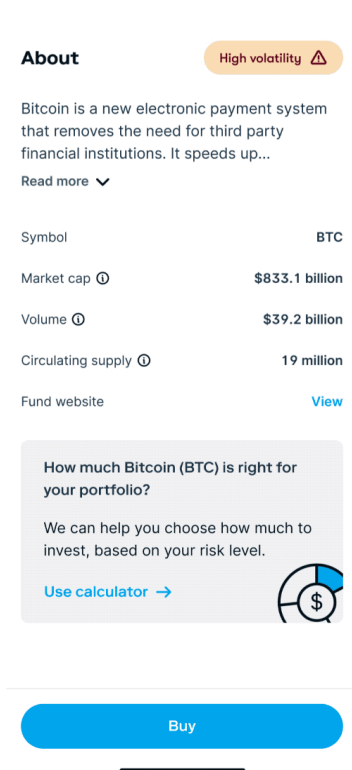 About
High volatility
Bitcoin is a new electronic payment system
that removes the need for third party
financial institutions. It speeds up...
Read more
Symbol BTC
Market cap $833.1 billion
Volume $39.2 billion
Circulating supply 19 million
Fund website View
How much Bitcoin (BTC) is right for
your portfolio?
We can help you choose how much to
invest, based on your risk level.
Use calculator →
$
Buy